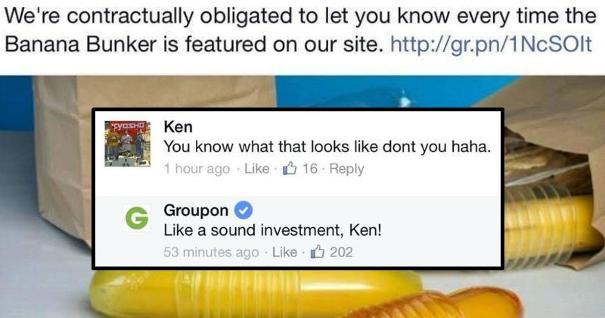 We're contractually obligated to let you know every time the
Banana Bunker is featured on our site. http://gr.pn/1NcSOIt
KYOSHO
Ken
You know what that looks like dont you haha.
1 hour ago · Like · 16 · Reply
G
Groupon
Like a sound investment, Ken!
53 minutes ago · Like · 202